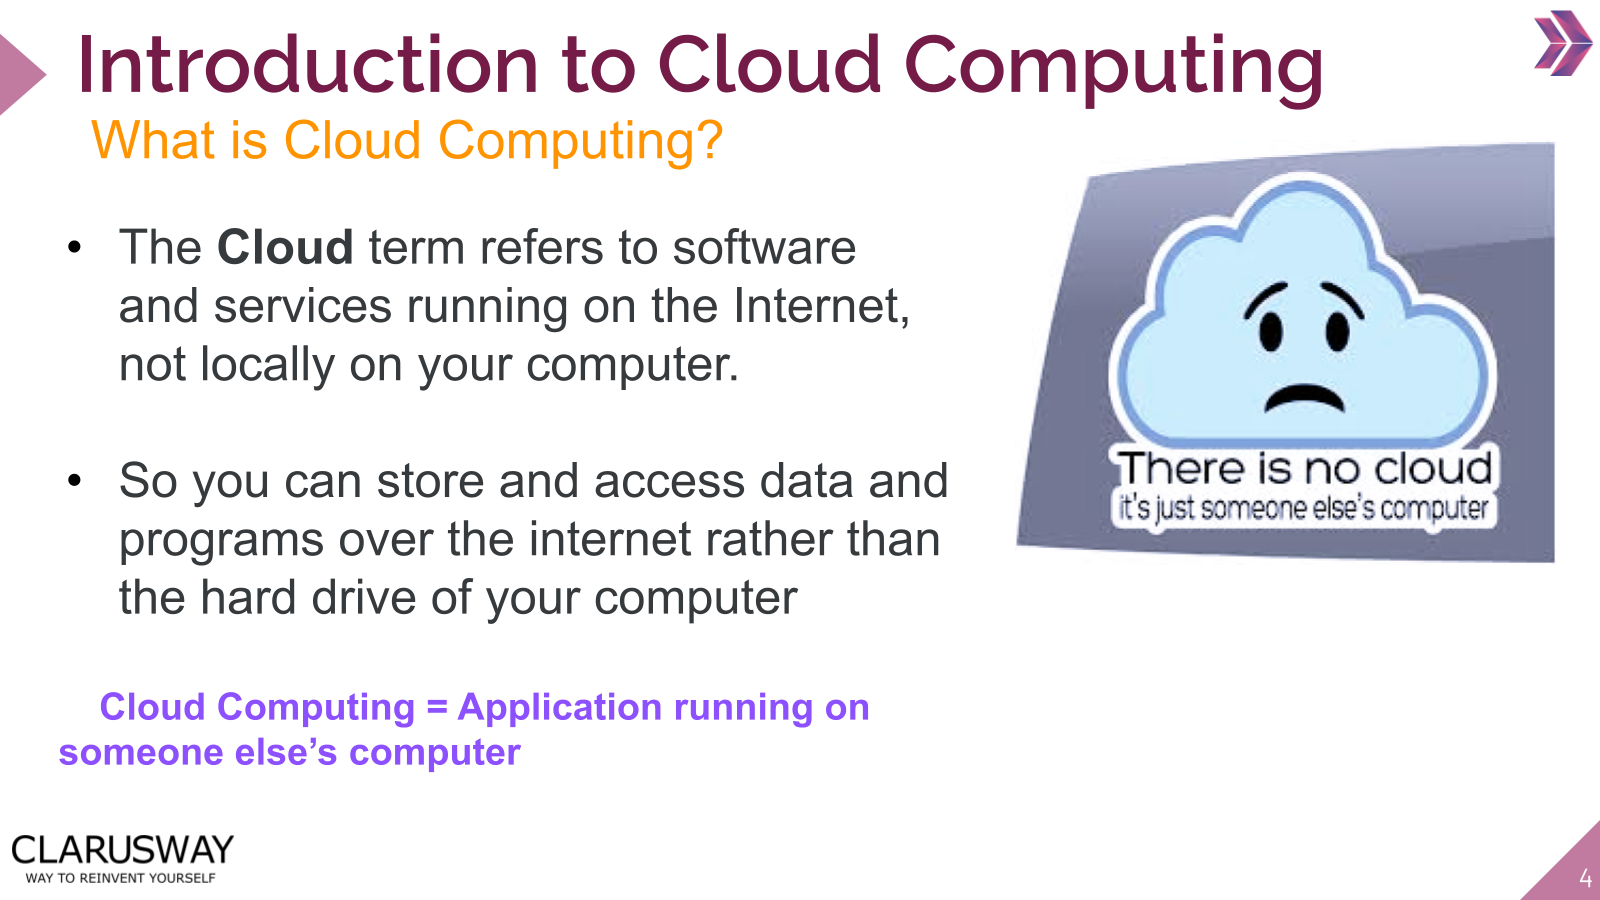 Introduction to Cloud Computing
What is Cloud Computing?
• The Cloud term refers to software
and services running on the Internet,
not locally on your computer.
• So you can store and access data and
programs over the internet rather than
the hard drive of your computer
Cloud Computing = Application running on
someone else’s computer
There is no cloud
it's just someone else's computer
CLARUSWAY
WAY TO REINVENT YOURSELF
4